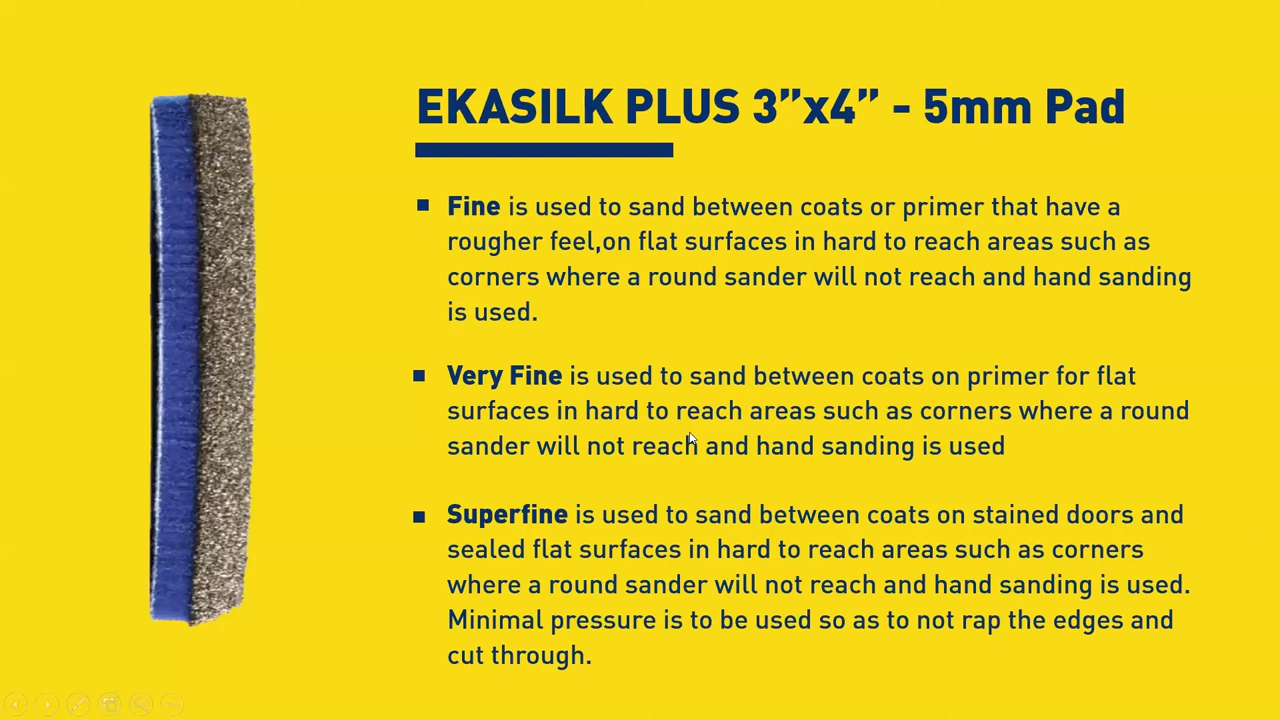 EKASILK PLUS 3”x4” - 5mm Pad
▪ Fine is used to sand between coats or primer that have a
rougher feel,on flat surfaces in hard to reach areas such as
corners where a round sander will not reach and hand sanding
is used.
▪ Very Fine is used to sand between coats on primer for flat
surfaces in hard to reach areas such as corners where a round
sander will not reach and hand sanding is used
▪ Superfine is used to sand between coats on stained doors and
sealed flat surfaces in hard to reach areas such as corners
where a round sander will not reach and hand sanding is used.
Minimal pressure is to be used so as to not rap the edges and
cut through.